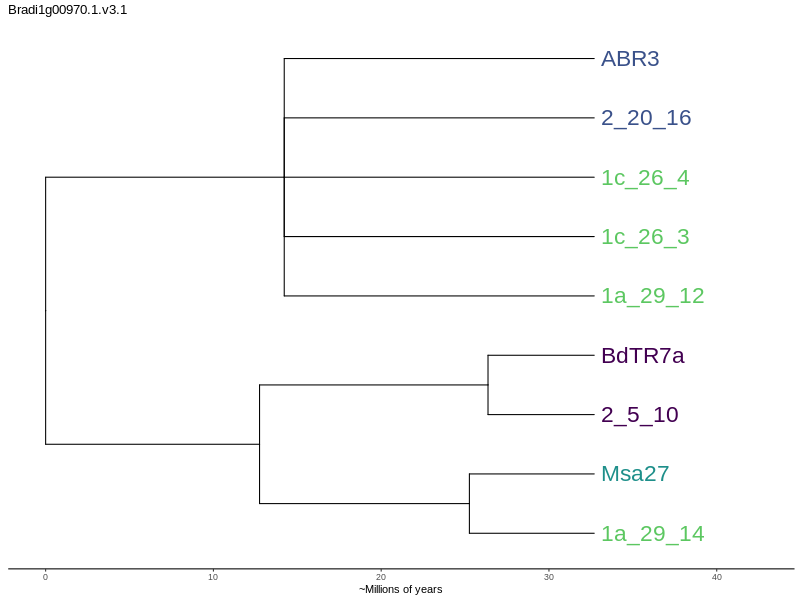 Bradi1g00970.1.v3.1
ABR3
2_20_16
1c_26_4
1c_26_3
1a_29_12
BdTR7a
2_5_10
Msa27
1a_29_14
0 10 20 30 40
~Millions of years